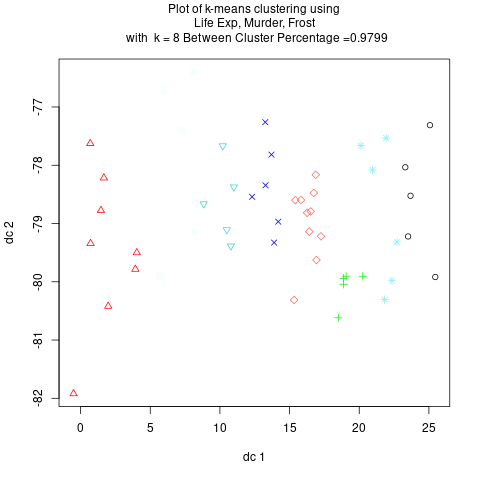 Plot of k-means clustering using
Life Exp, Murder, Frost
with k = 8 Between Cluster Percentage =0.9799
dc 2
-77
-78
-79
-80
-81
-82
0 5 10 15 20 25
dc 1